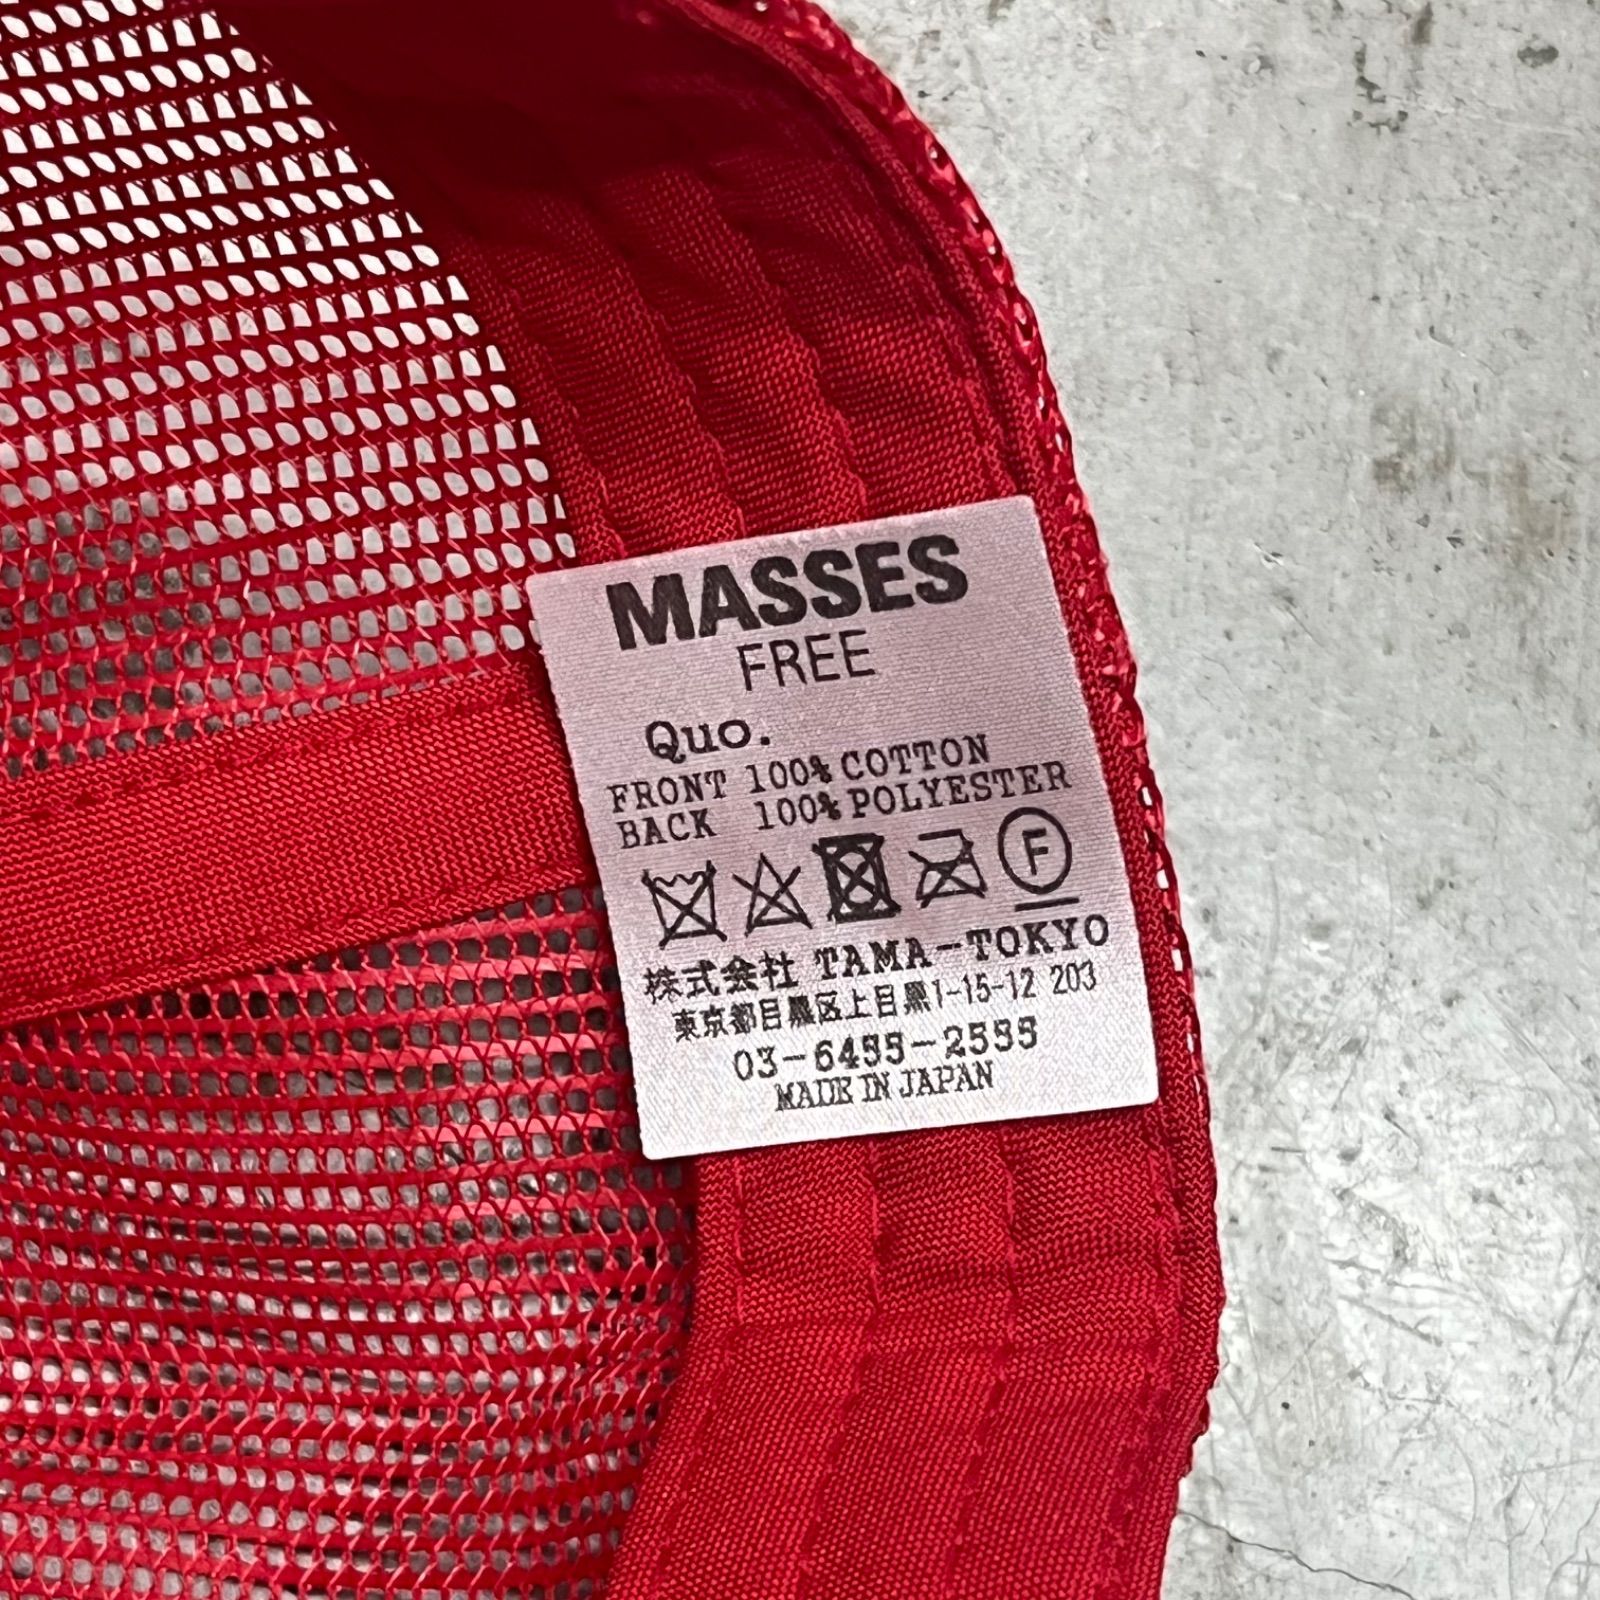 MASSES
FREE
Quo.
FRONT 100% COTTON
BACK 100% POLYESTER
F
株式会社 TAMA-TOKYO
東京都目黒区上目黒1-15-12 203
03-6455-2555
MADE IN JAPAN